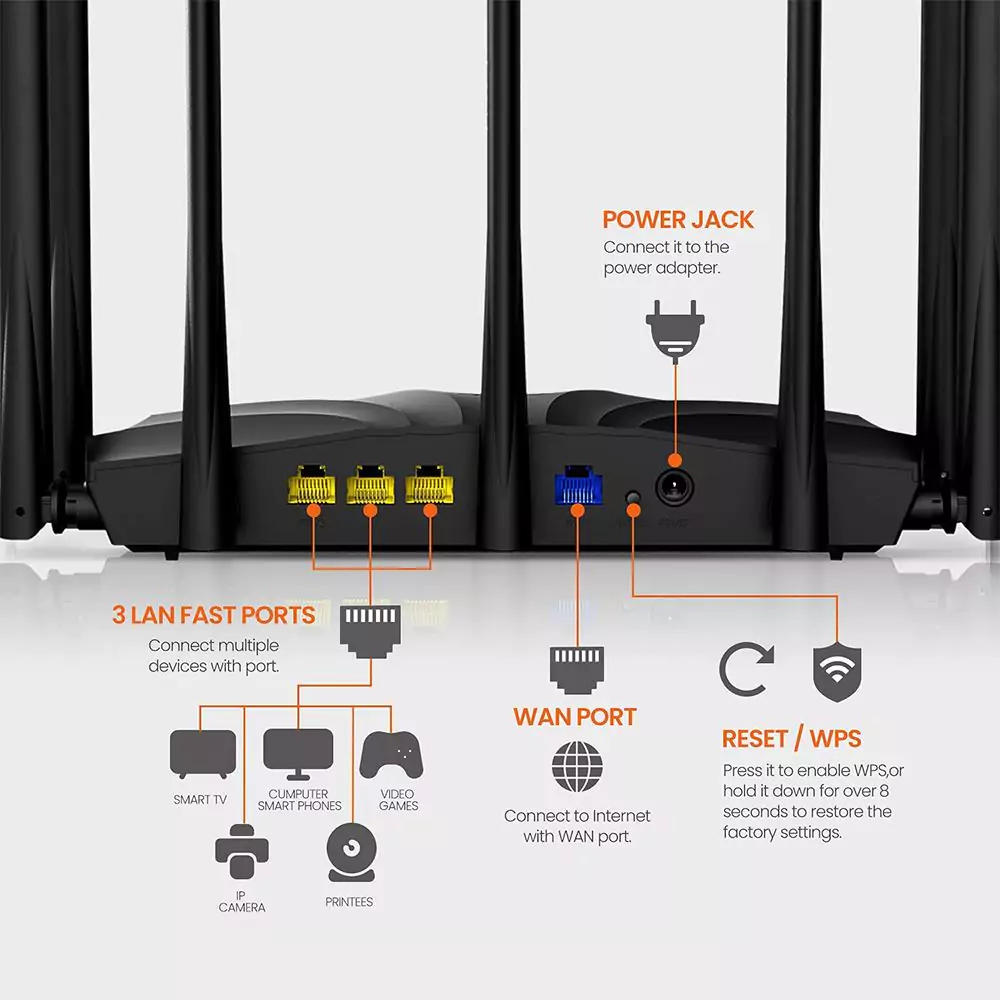 POWER JACK
Connect it to the
power adapter.
3 LAN FAST PORTS
Connect multiple
devices with port.
SMART TV
CUMPUTER
SMART PHONES
VIDEO
GAMES
IP
CAMERA
PRINTEES
WAN PORT
Connect to Internet
with WAN port.
RESET / WPS
Press it to enable WPS,or
hold it down for over 8
seconds to restore the
factory settings.